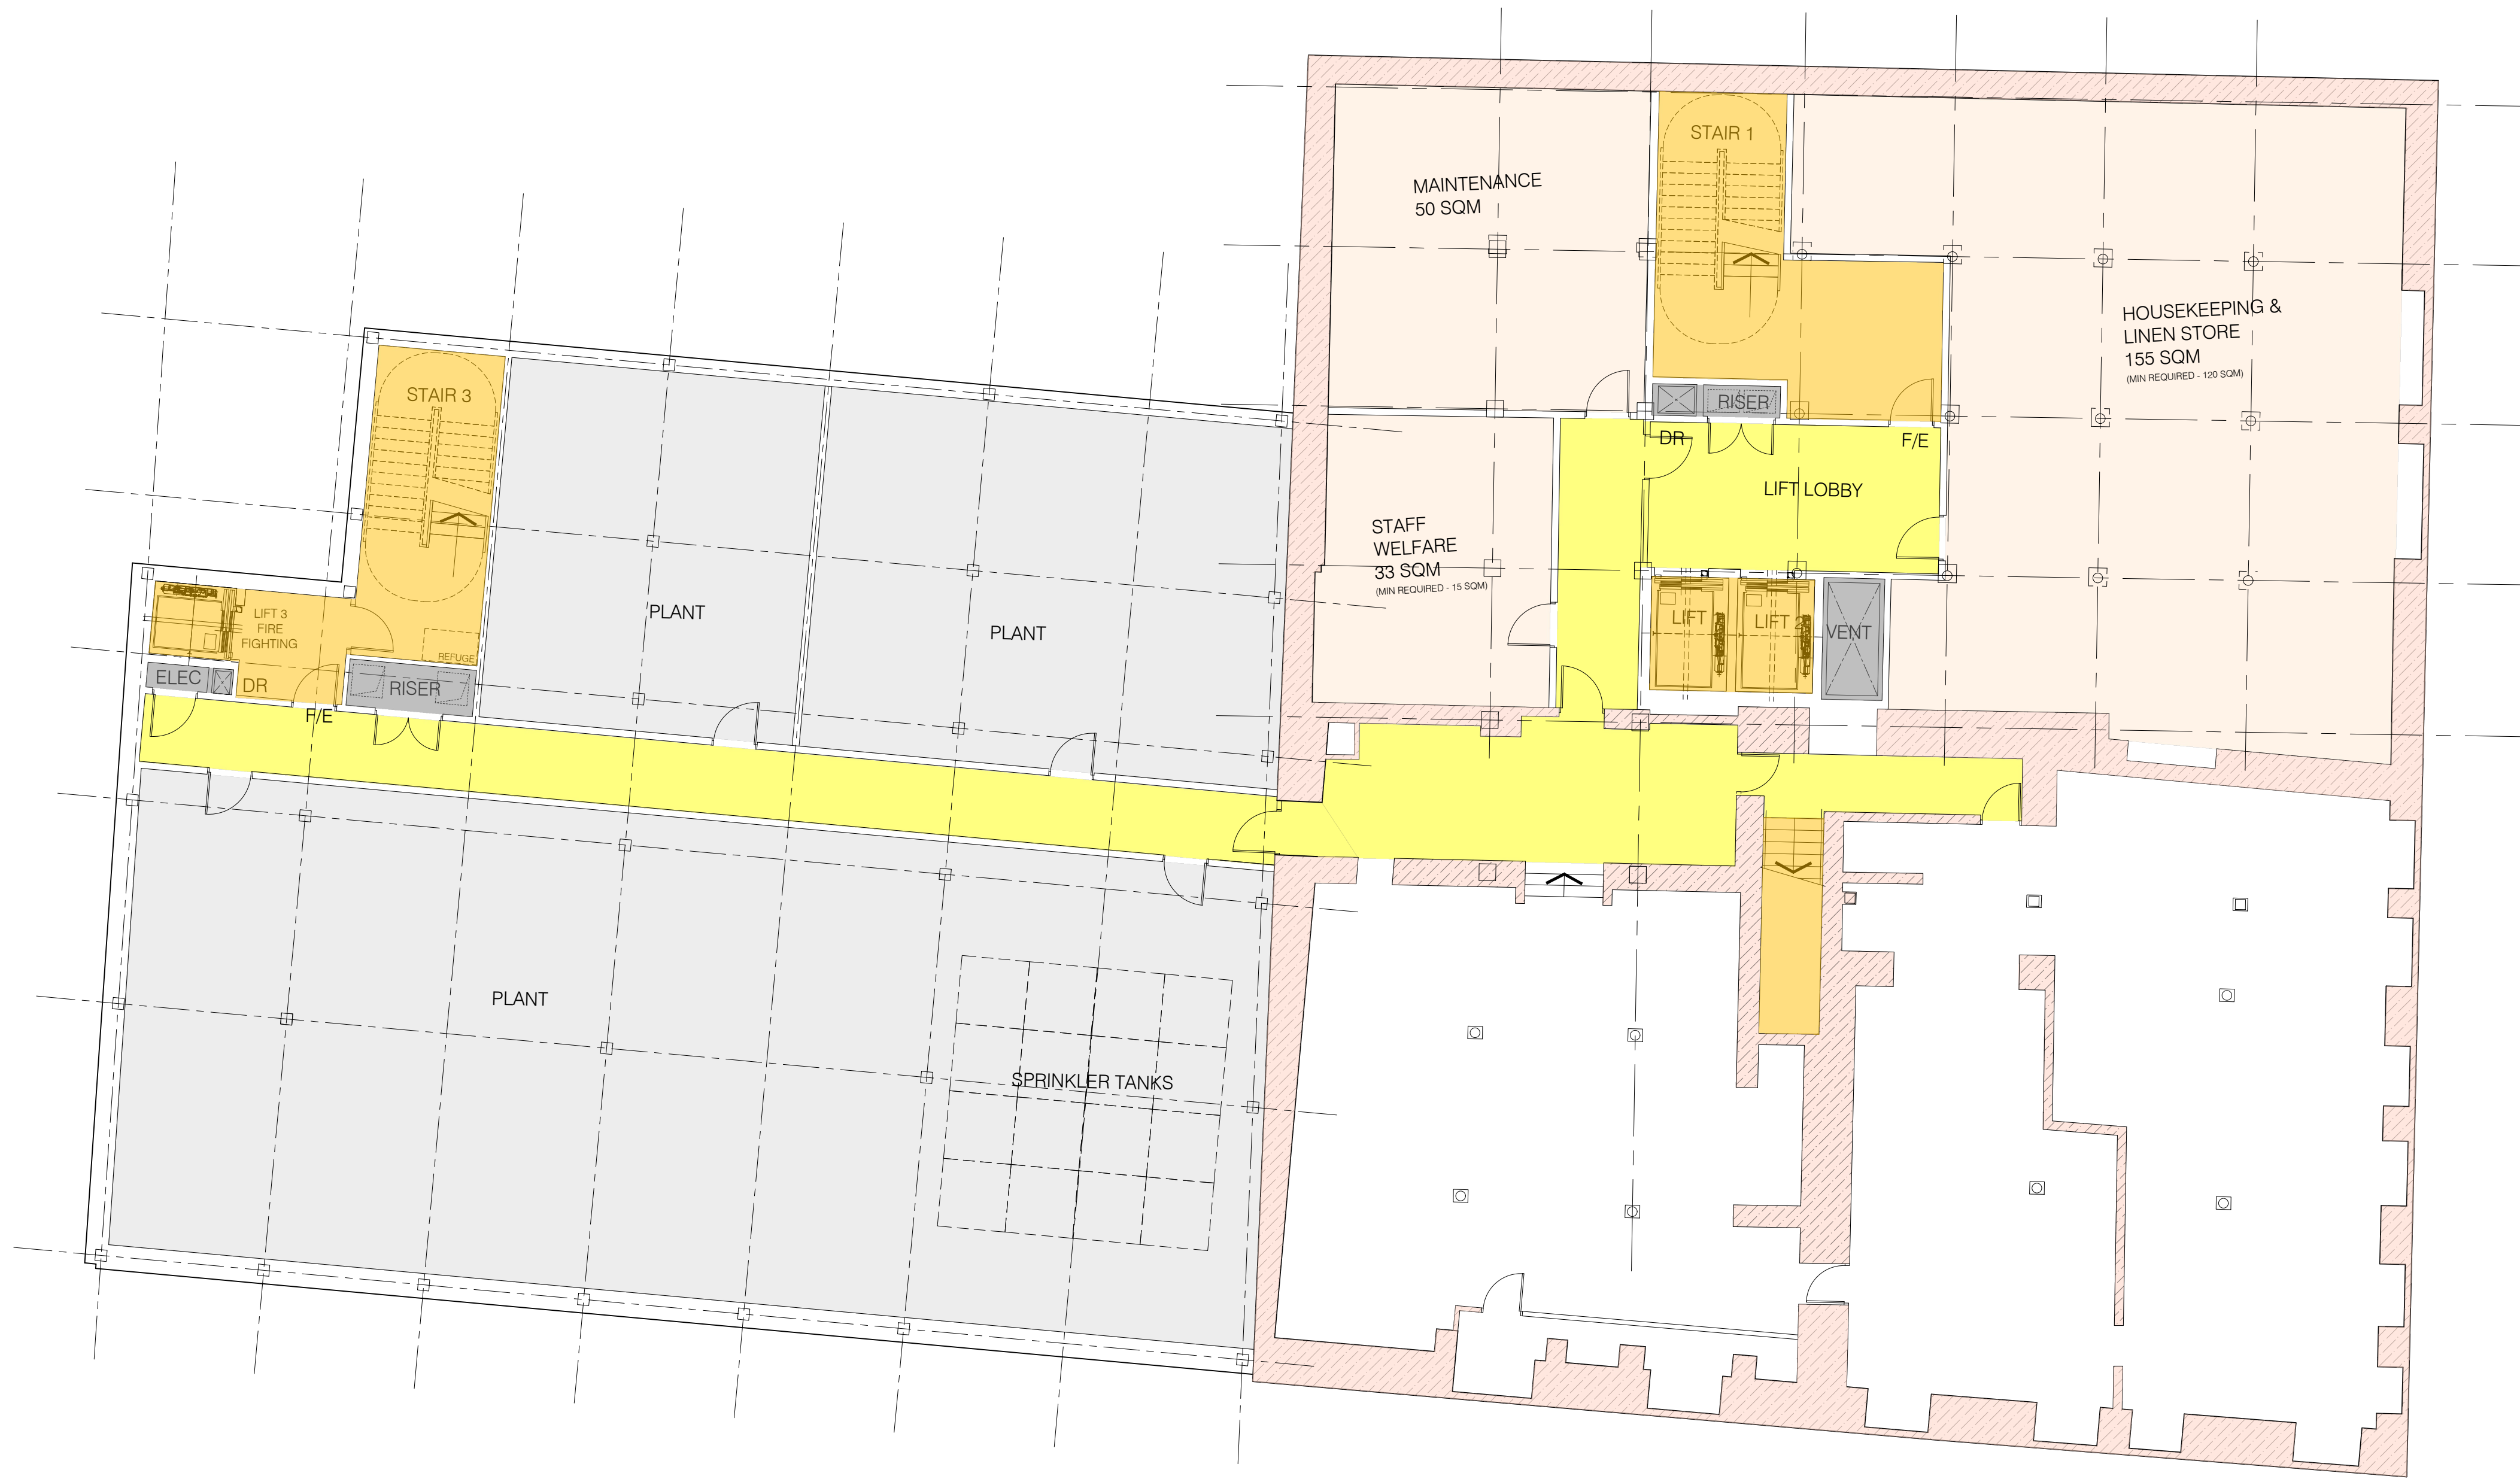 STAIR 1
MAINTENANCE
50 SQM
HOUSEKEEPING &
LINEN STORE
155 SQM
(MIN REQUIRED - 120 SQM)
STAIR 3
RISER
DR
F/E
LIFT LOBBY
STAFF
WELFARE
33 SQM
(MIN REQUIRED - 15 SQM)
LIFT
LIFT 2
VENT
LIFT 3
FIRE
FIGHTING
PLANT
PLANT
REFUGE
ELEC
DR
RISER
F/E
PLANT
SPRINKLER TANKS